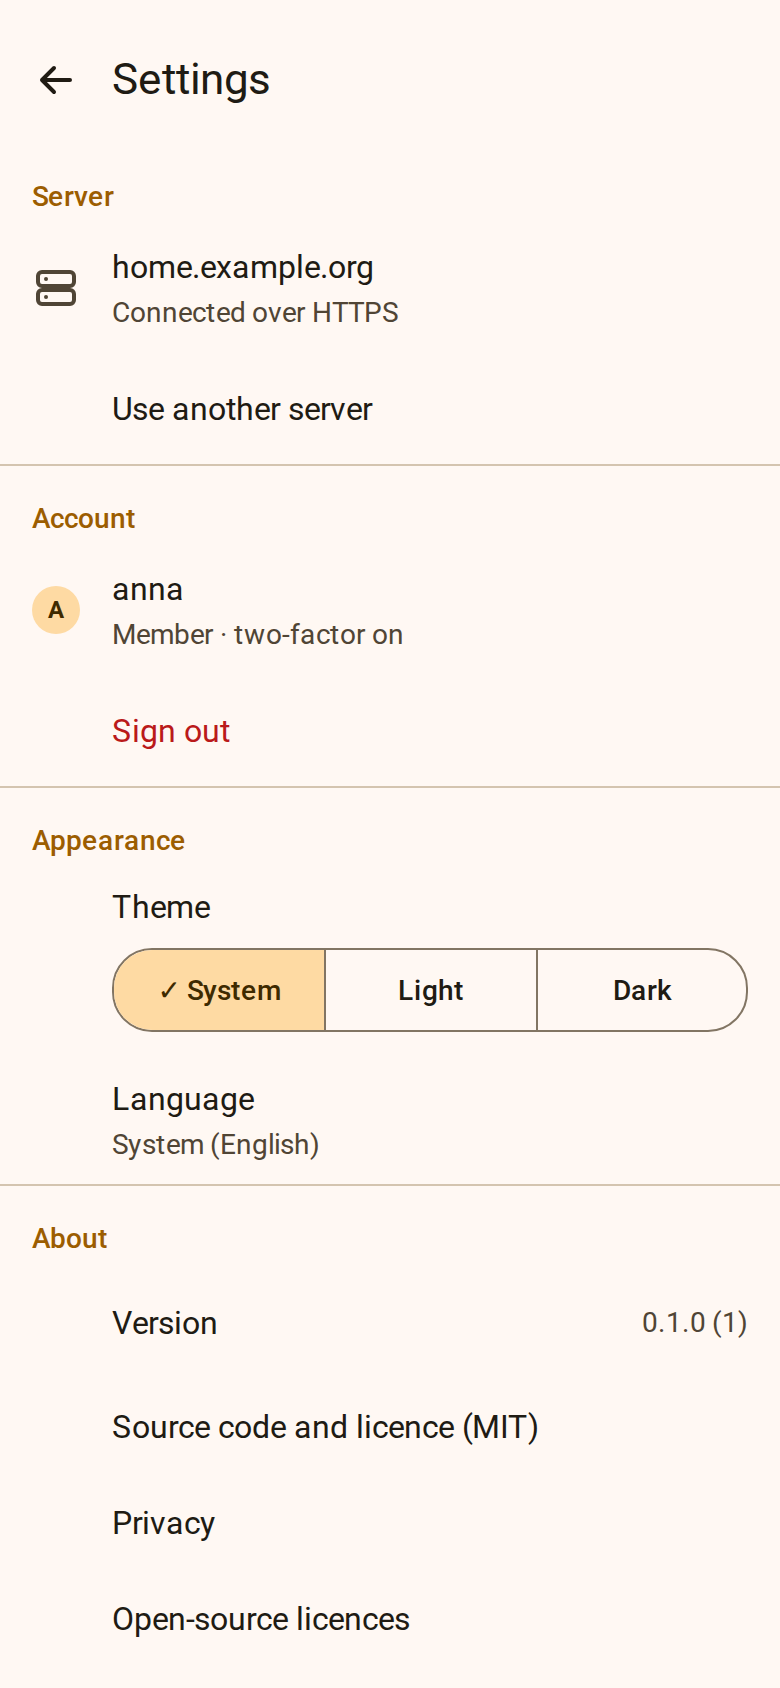 Settings
Server
home.example.org
Connected over HTTPS
Use another server
Account
A
anna
Member · two-factor on
Sign out
Appearance
Theme
✓ System Light Dark
Language
System (English)
About
Version 0.1.0 (1)
Source code and licence (MIT)
Privacy
Open-source licences